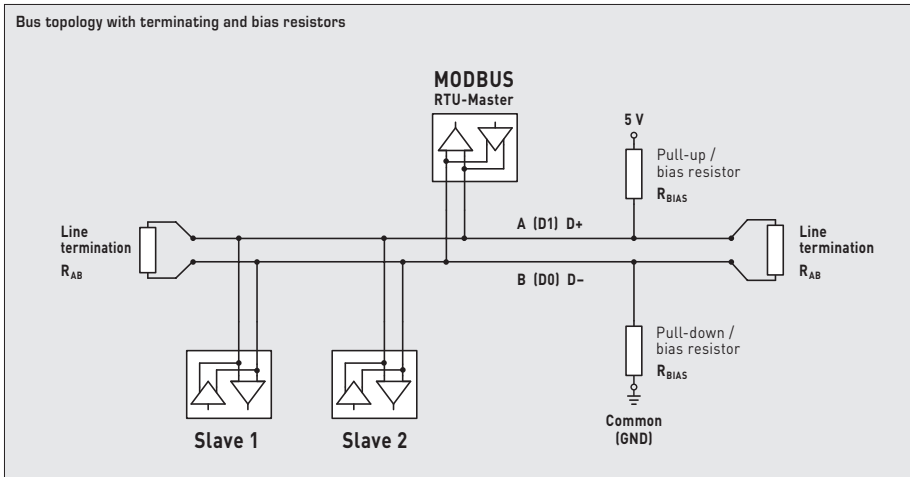 Bus topology with terminating and bias resistors
MODBUS
RTU-Master
5 V
Pull-up /
bias resistor
RBIAS
A (D1) D+
Line
termination
RAB
Line
termination
RAB
B (D0) D–
Pull-down /
bias resistor
RBIAS
Common
(GND)
Slave 1
Slave 2